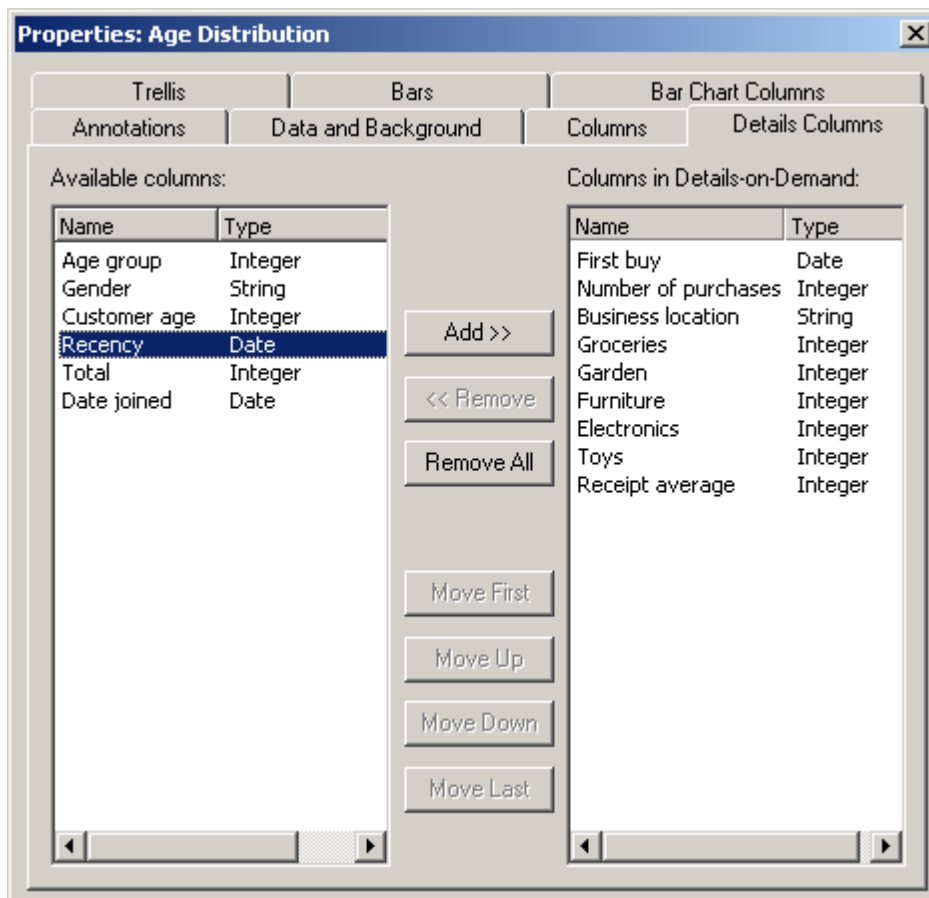 Properties: Age Distribution
Trellis Bars Bar Chart Columns
Annotations Data and Background Columns Details Columns
Available columns: Columns in Details-on-Demand:
Name Type Name Type
Age group Integer First buy Date
Gender String Number of purchases Integer
Customer age Integer Business location String
Recency Date Groceries Integer
Total Integer Garden Integer
Date joined Date Furniture Integer
Electronics Integer
Toys Integer
Receipt average Integer
Add >>
<< Remove
Remove All
Move First
Move Up
Move Down
Move Last